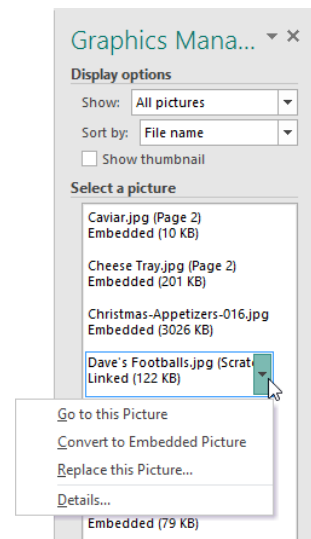 Graphics Mana...
Display options
Show: All pictures
Sort by: File name
Show thumbnail
Select a picture
Caviar.jpg (Page 2)
Embedded (10 KB)
Cheese Tray.jpg (Page 2)
Embedded (201 KB)
Christmas-Appetizers-016.jpg
Embedded (3026 KB)
Dave's Footballs.jpg (Scrat
Linked (122 KB)
Go to this Picture
Convert to Embedded Picture
Replace this Picture...
Details...
Embedded (79 KB)